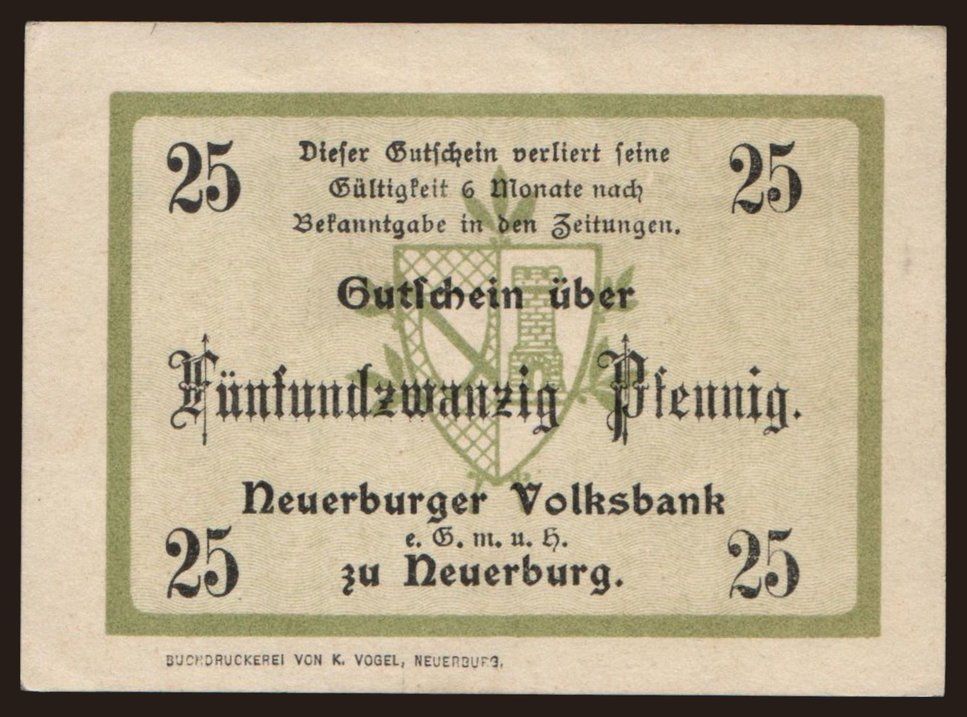 25 Dieser Gutschein verliert seine 25
Gültigkeit 6 Monate nach
Bekanntgabe in den Zeitungen.
Gutschein über
Fünfundzwanzig Pfennig.
Neuerburger Volksbank
e. G. m. u. H.
25 zu Neuerburg. 25
BUCHDRUCKEREI VON K. VOGEL, NEUERBURG.